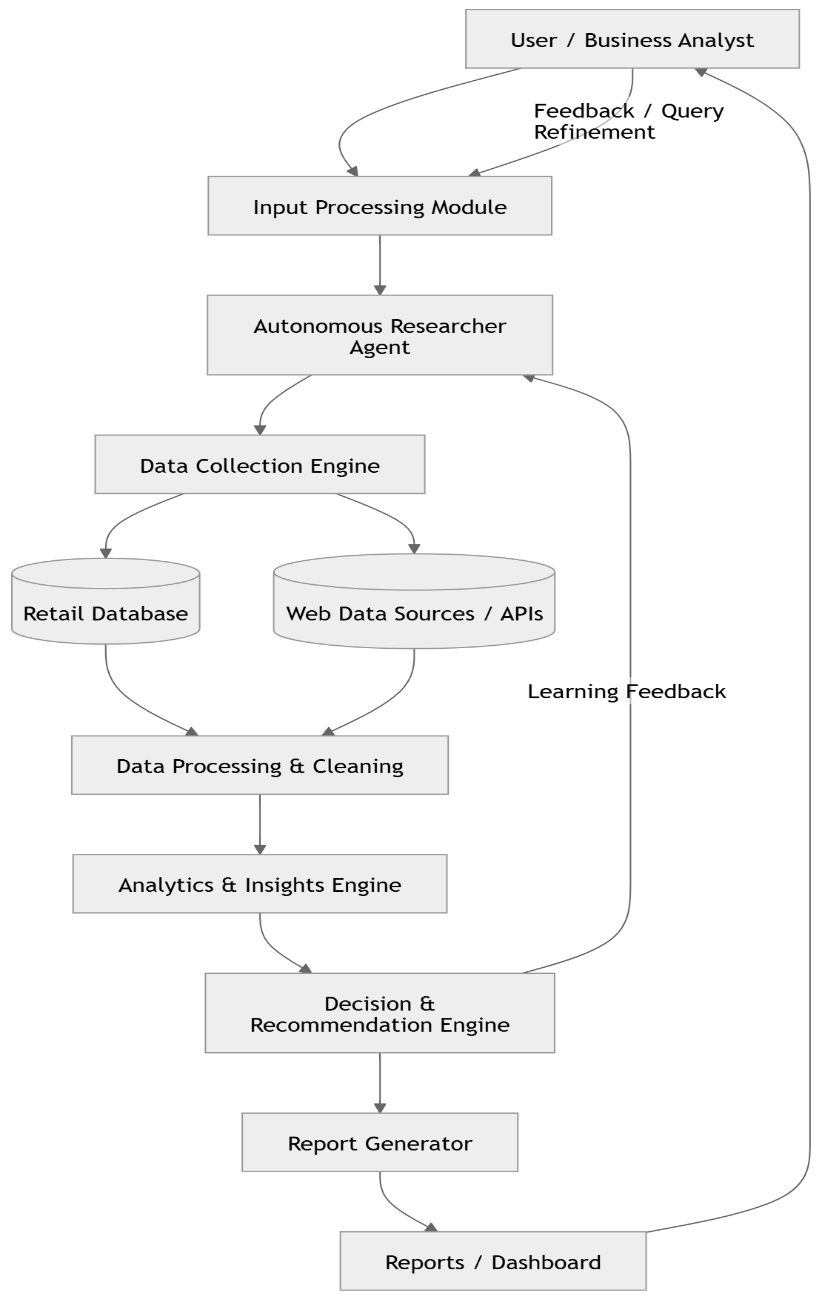 User / Business Analyst
Feedback / Query
Refinement
Input Processing Module
Autonomous Researcher
Agent
Data Collection Engine
Retail Database
Web Data Sources / APIs
Learning Feedback
Data Processing & Cleaning
Analytics & Insights Engine
Decision &
Recommendation Engine
Report Generator
Reports / Dashboard